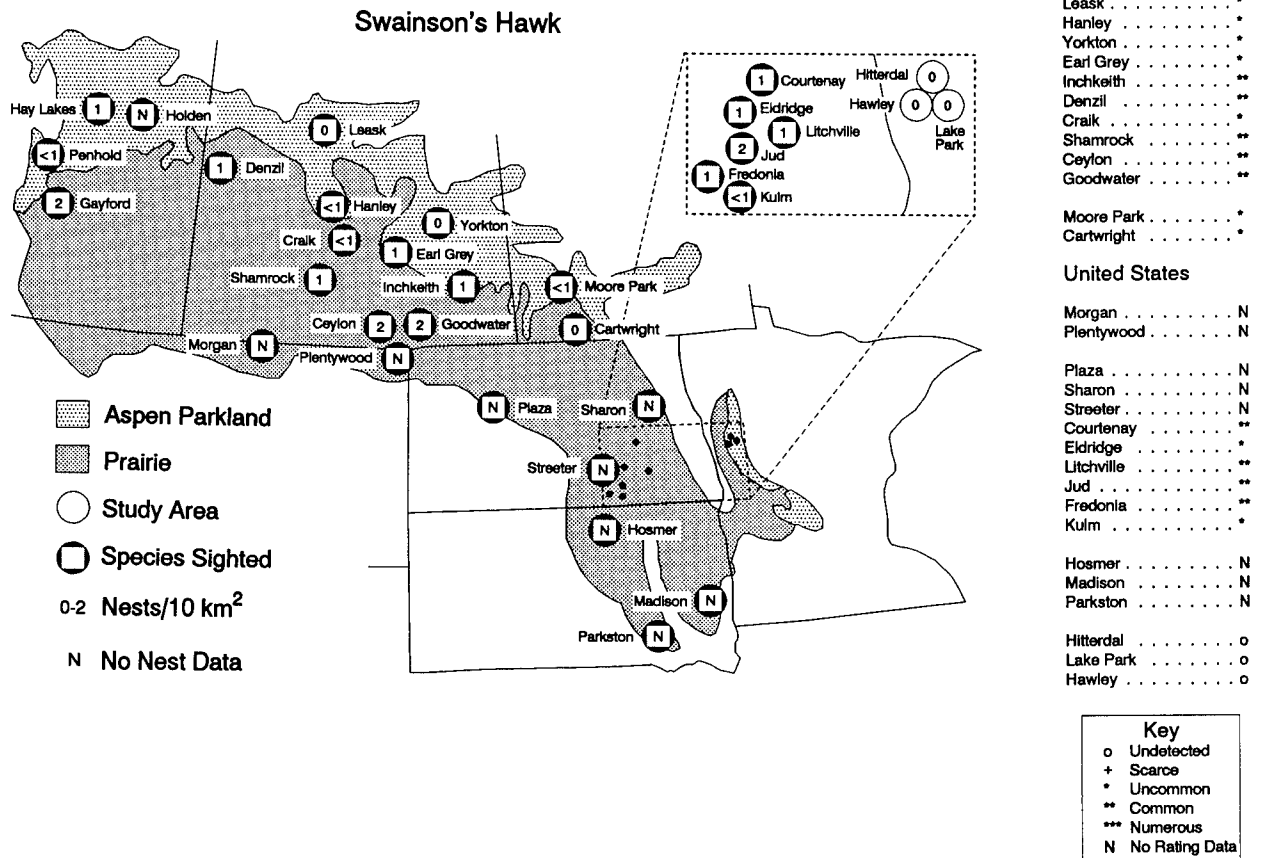 Swainson's Hawk
Hay Lakes 1
N Holden
0 Leask
<1 Penhold
1 Denzil
2 Gayford
<1 Hanley
0 Yorkton
Craik <1
1 Earl Grey
Shamrock 1
Inchkeith 1
<1 Moore Park
Ceylon 2
2 Goodwater
0 Cartwright
Morgan N
Plentywood N
N Plaza
Sharon N
Streeter N
N Hosmer
Madison N
Parkston N
1 Courtenay
1 Eldridge
1 Litchville
2 Jud
1 Fredonia
<1 Kulm
Hitterdal 0
Hawley 0
0
Lake
Park
Aspen Parkland
Prairie
Study Area
Species Sighted
0-2 Nests/10 km2
N No Nest Data
Leask . . . . . . . . . . *
Hanley . . . . . . . . . *
Yorkton . . . . . . . . . *
Earl Grey . . . . . . . *
Inchkeith . . . . . . . **
Denzil . . . . . . . . . **
Craik . . . . . . . . . . *
Shamrock . . . . . . **
Ceylon . . . . . . . . . **
Goodwater . . . . . . . **
Moore Park . . . . . . *
Cartwright . . . . . . . *
United States
Morgan . . . . . . . . . N
Plentywood . . . . . . N
Plaza . . . . . . . . . . N
Sharon . . . . . . . . . N
Streeter . . . . . . . . N
Courtenay . . . . . . . **
Eldridge . . . . . . . . *
Litchville . . . . . . . . **
Jud . . . . . . . . . . . **
Fredonia . . . . . . . . **
Kulm . . . . . . . . . . *
Hosmer . . . . . . . . . N
Madison . . . . . . . . N
Parkston . . . . . . . . N
Hitterdal . . . . . . . . o
Lake Park . . . . . . . o
Hawley . . . . . . . . . o
Key
o Undetected
+ Scarce
* Uncommon
** Common
*** Numerous
N No Rating Data